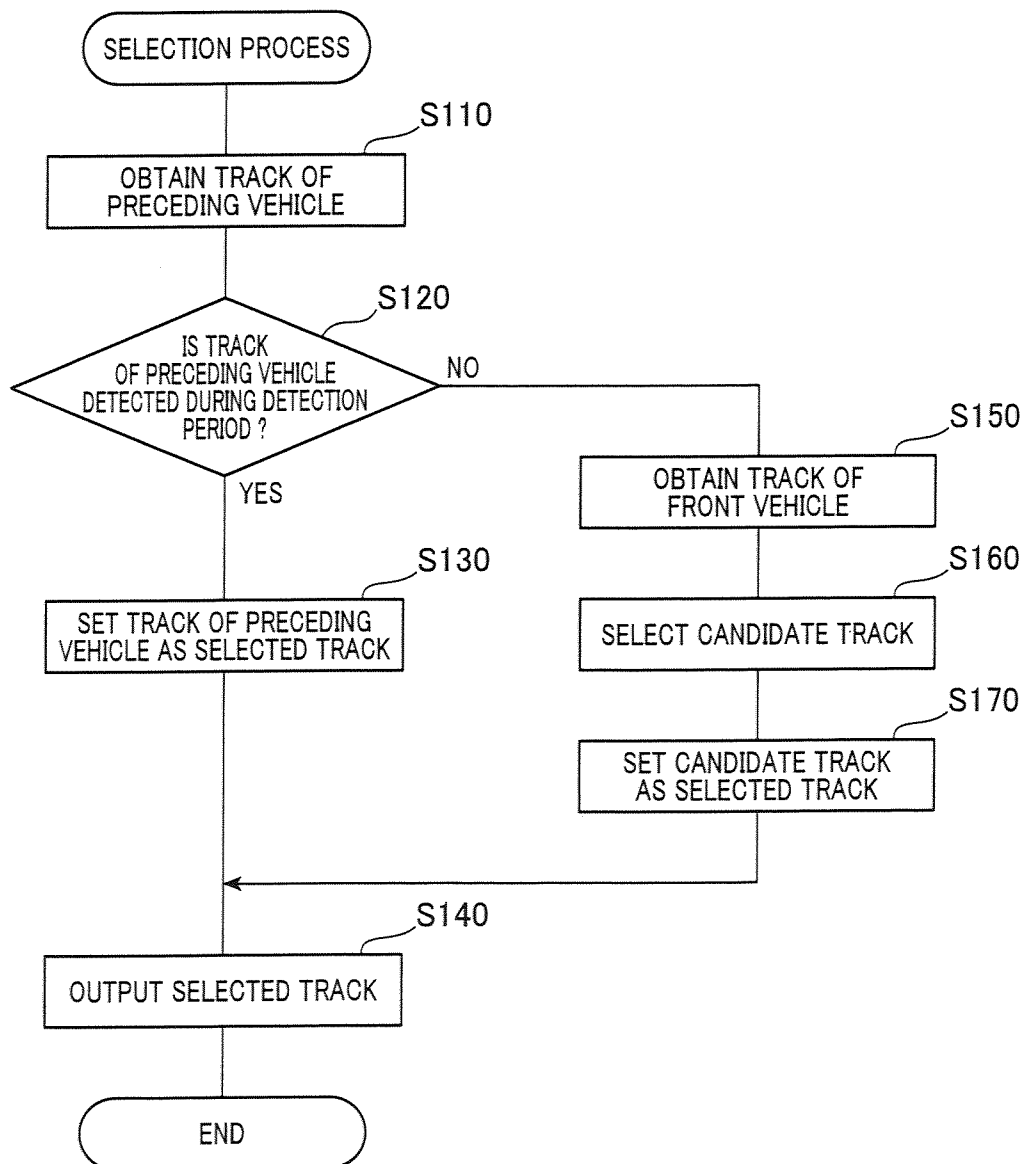 SELECTION PROCESS
S110
OBTAIN TRACK OF
PRECEDING VEHICLE
S120
IS TRACK
OF PRECEDING VEHICLE
DETECTED DURING DETECTION
PERIOD ?
NO
YES
S130
SET TRACK OF PRECEDING
VEHICLE AS SELECTED TRACK
S150
OBTAIN TRACK OF
FRONT VEHICLE
S160
SELECT CANDIDATE TRACK
S170
SET CANDIDATE TRACK
AS SELECTED TRACK
S140
OUTPUT SELECTED TRACK
END